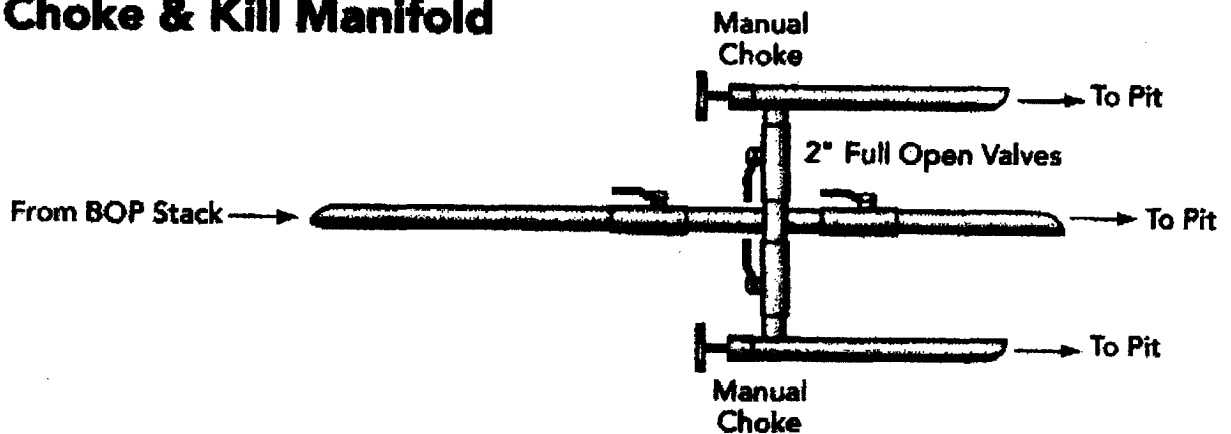 Choke & Kill Manifold
Manual
Choke
To Pit
2" Full Open Valves
From BOP Stack
To Pit
To Pit
Manual
Choke